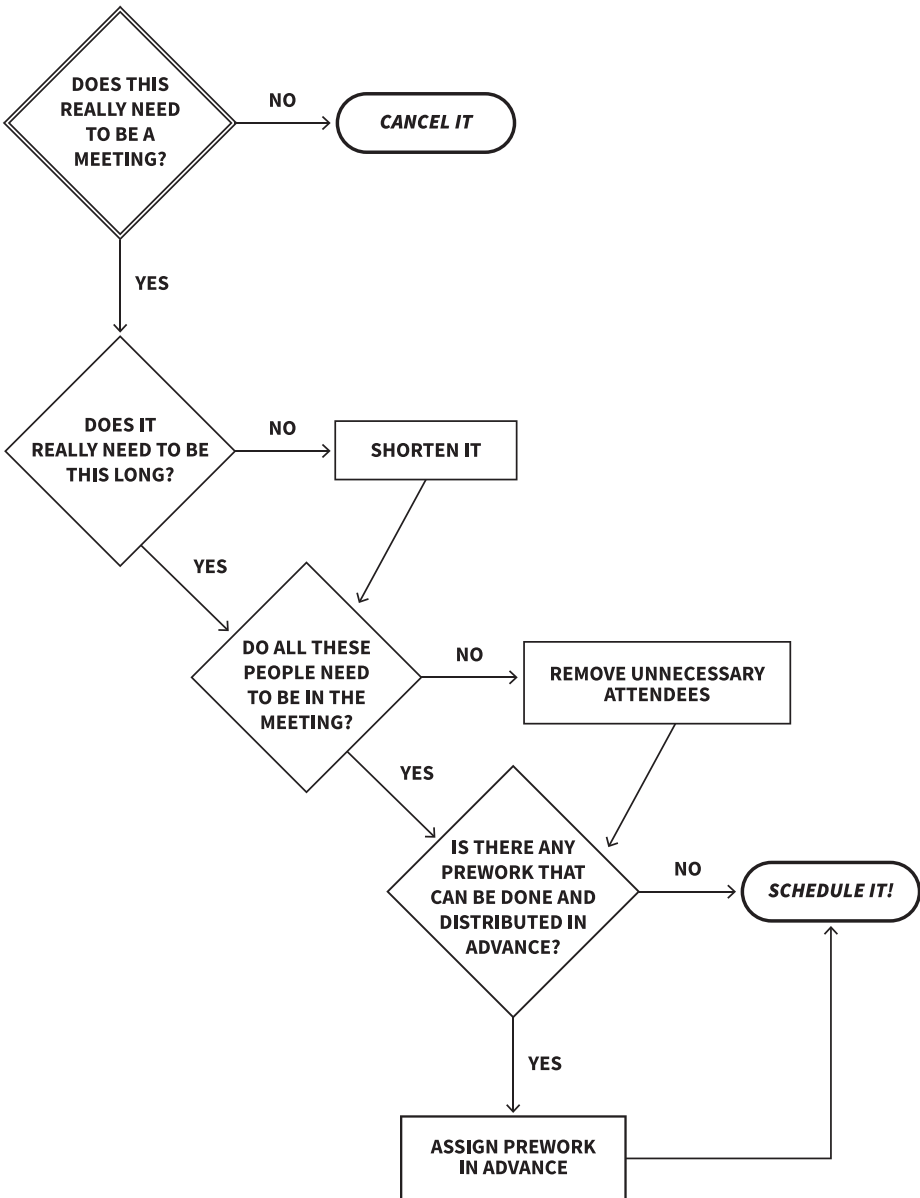 DOES THIS
REALLY NEED
TO BE A
MEETING?
NO
CANCEL IT
YES
DOES IT
REALLY NEED TO BE
THIS LONG?
NO
SHORTEN IT
YES
DO ALL THESE
PEOPLE NEED
TO BE IN THE
MEETING?
NO
REMOVE UNNECESSARY
ATTENDEES
YES
IS THERE ANY
PREWORK THAT
CAN BE DONE AND
DISTRIBUTED IN
ADVANCE?
NO
SCHEDULE IT!
YES
ASSIGN PREWORK
IN ADVANCE